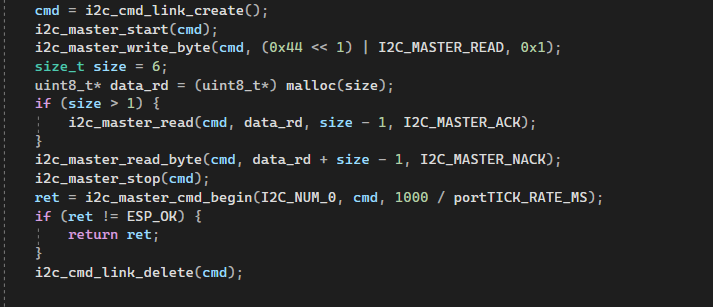 cmd = i2c_cmd_link_create();
i2c_master_start(cmd);
i2c_master_write_byte(cmd, (0x44 << 1) | I2C_MASTER_READ, 0x1);
size_t size = 6;
uint8_t* data_rd = (uint8_t*) malloc(size);
if (size > 1) {
    i2c_master_read(cmd, data_rd, size - 1, I2C_MASTER_ACK);
}
i2c_master_read_byte(cmd, data_rd + size - 1, I2C_MASTER_NACK);
i2c_master_stop(cmd);
ret = i2c_master_cmd_begin(I2C_NUM_0, cmd, 1000 / portTICK_RATE_MS);
if (ret != ESP_OK) {
    return ret;
}
i2c_cmd_link_delete(cmd);